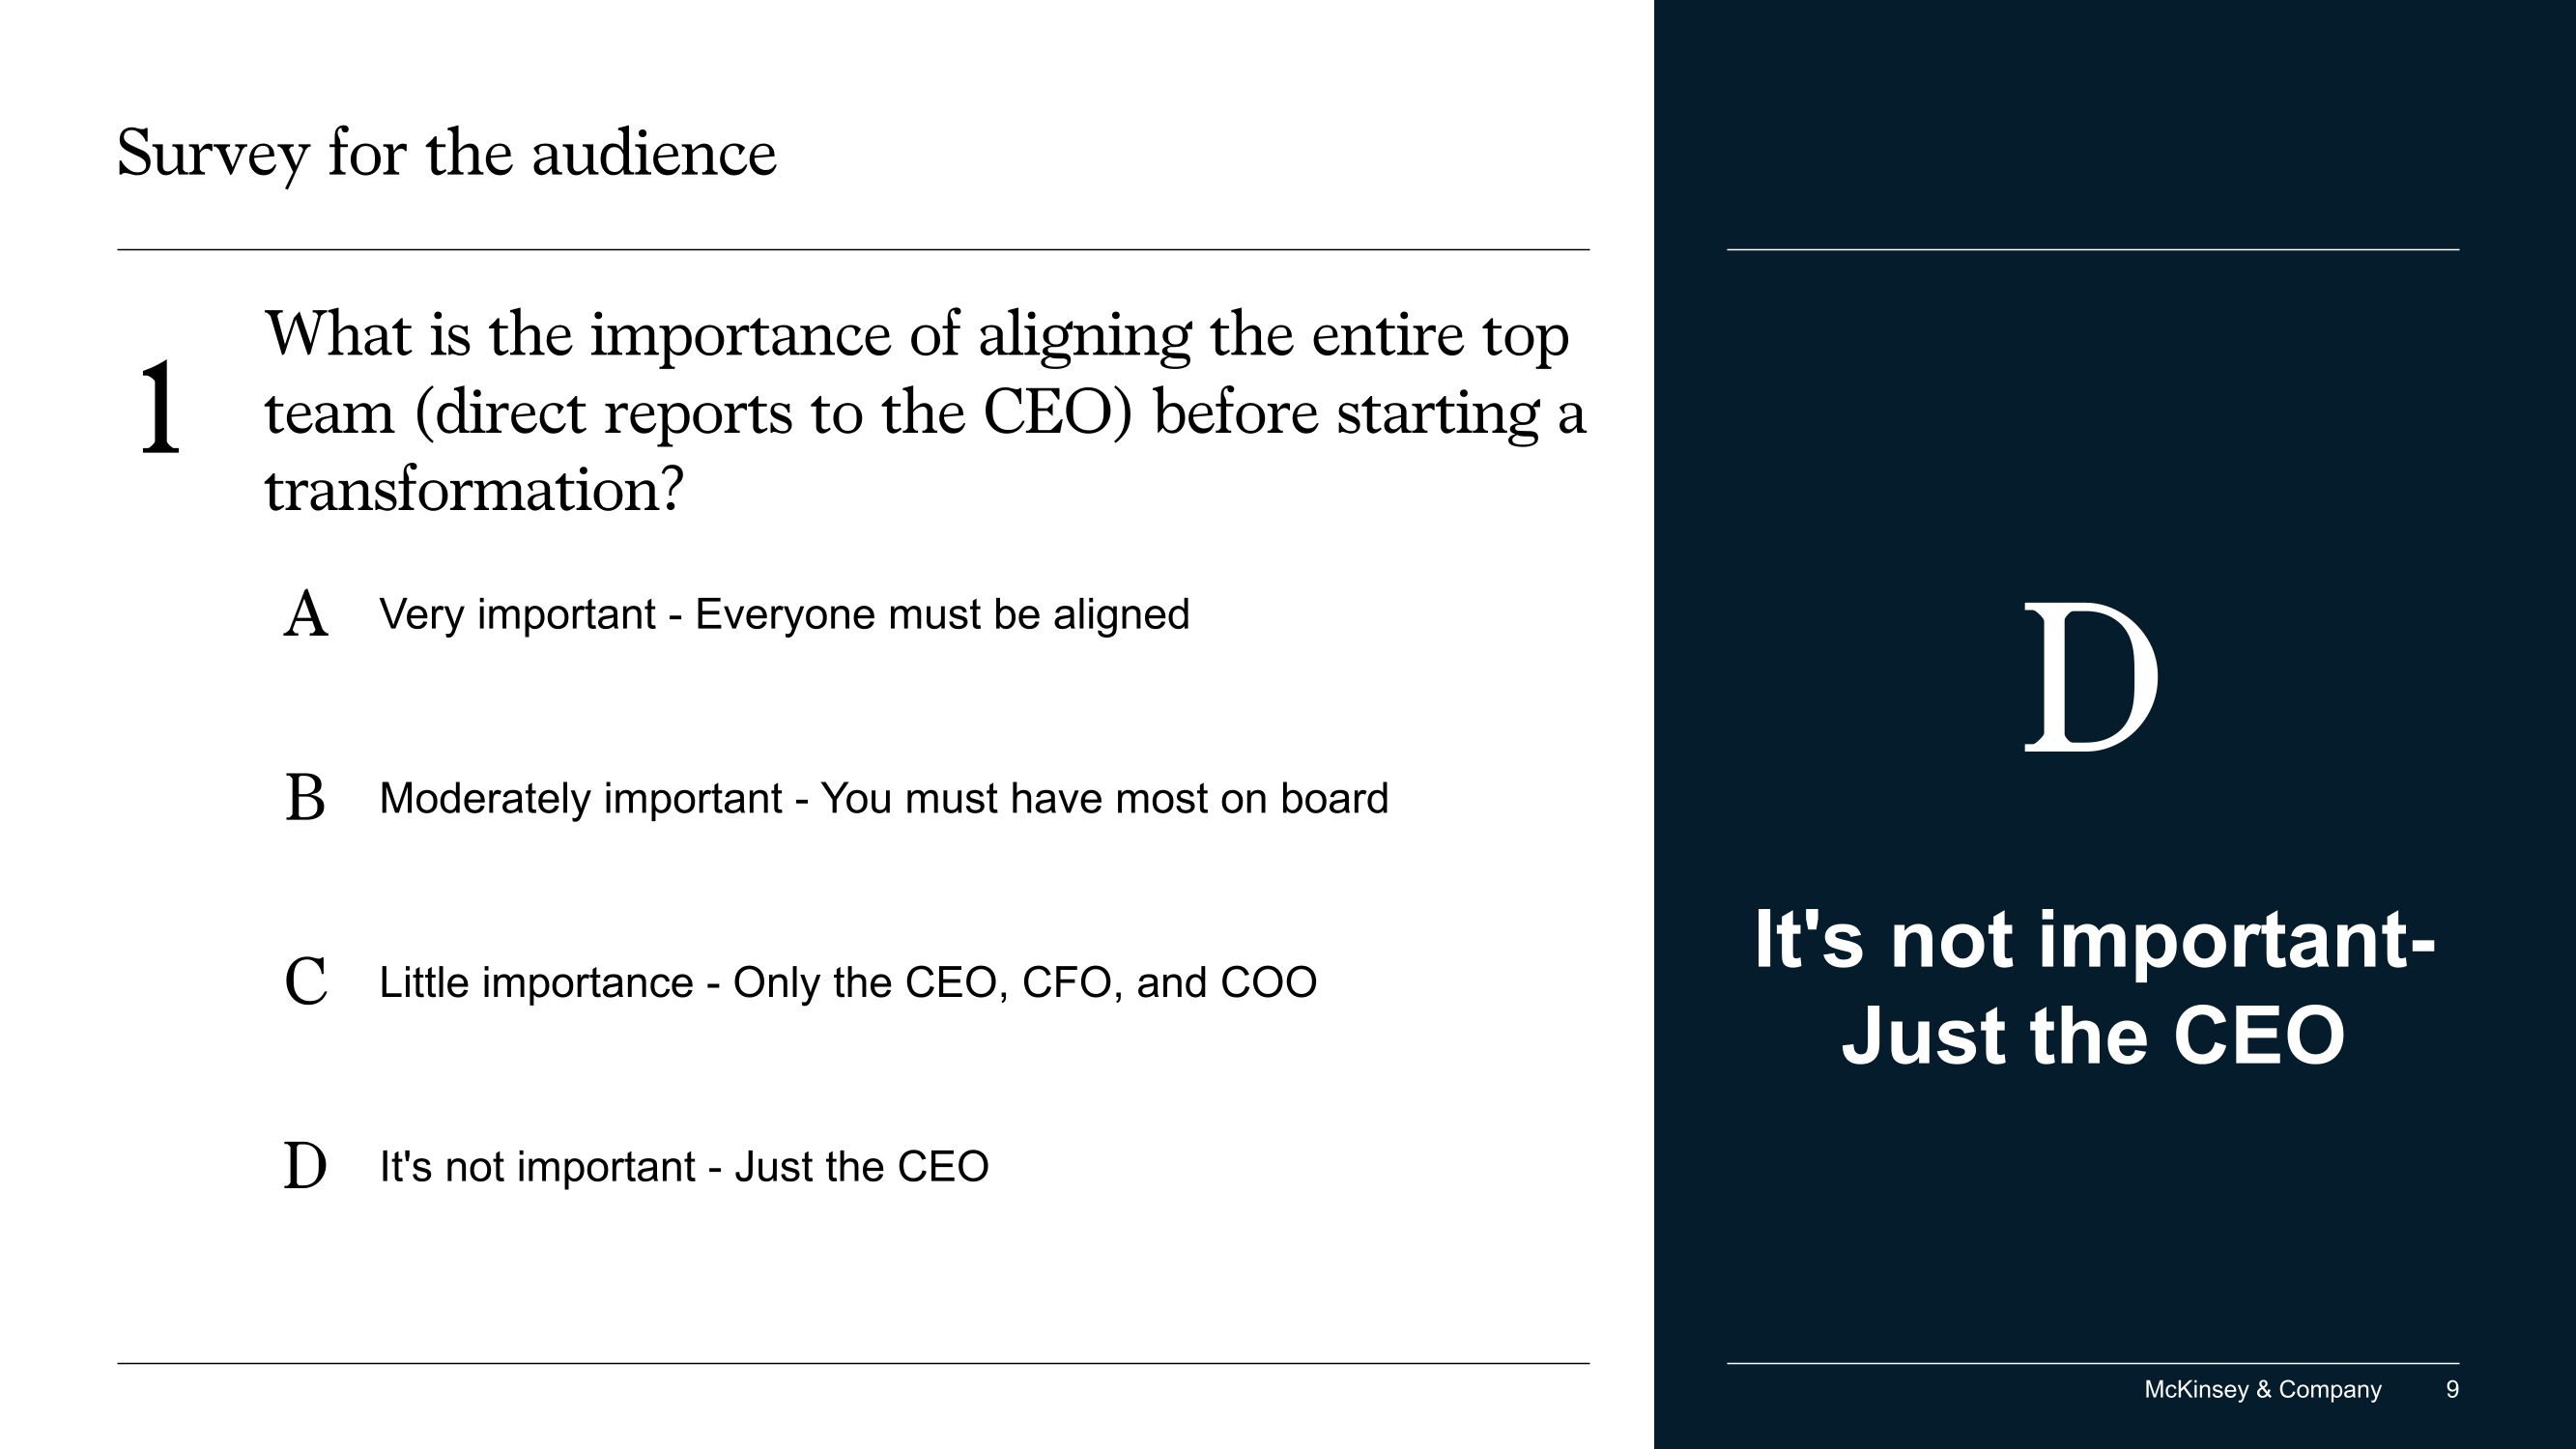 Survey for the audience
1
What is the importance of aligning the entire top
team (direct reports to the CEO) before starting a
transformation?
A Very important - Everyone must be aligned
B Moderately important - You must have most on board
C Little importance - Only the CEO, CFO, and COO
D It's not important - Just the CEO
D
It's not important-
Just the CEO
McKinsey & Company 9